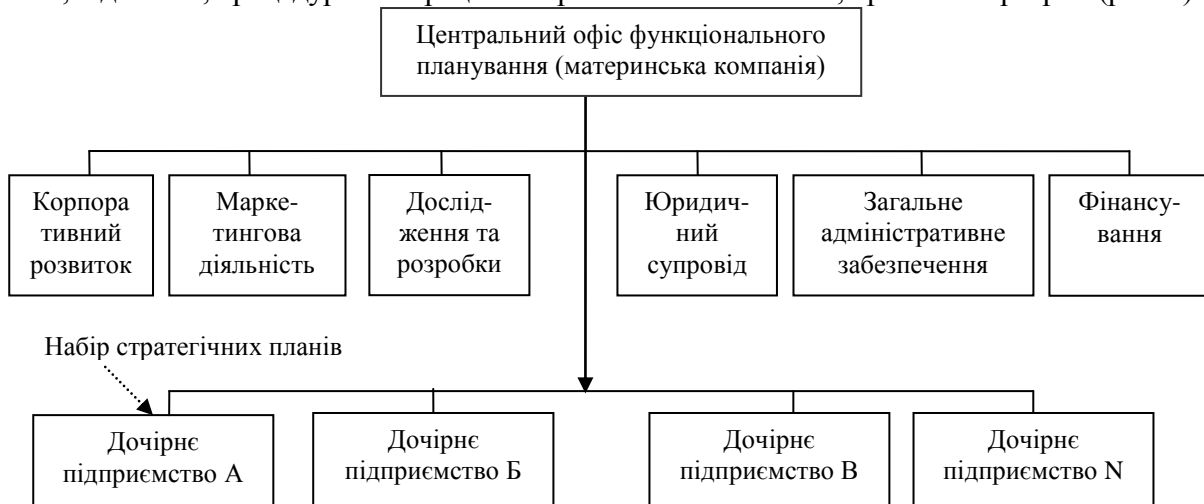 Центральний офіс функціонального
планування (материнська компанія)
Корпора
тивний
розвиток
Марке-
тингова
діяльність
Дослід-
ження та
розробки
Юридич-
ний
супровід
Загальне
адміністративне
забезпечення
Фінансу-
вання
Набір стратегічних планів
Дочірнє
підприємство А
Дочірнє
підприємство Б
Дочірнє
підприємство В
Дочірнє
підприємство N